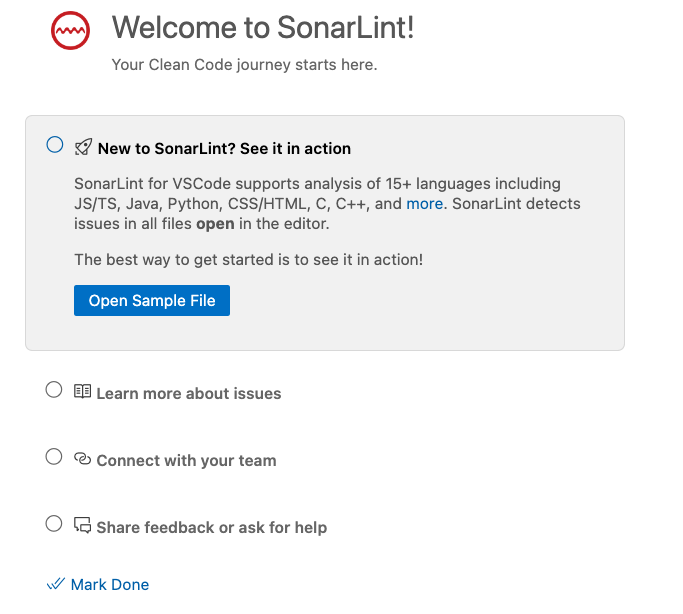 Welcome to SonarLint!
Your Clean Code journey starts here.
New to SonarLint? See it in action
SonarLint for VSCode supports analysis of 15+ languages including
JS/TS, Java, Python, CSS/HTML, C, C++, and more. SonarLint detects
issues in all files open in the editor.
The best way to get started is to see it in action!
Open Sample File
Learn more about issues
Connect with your team
Share feedback or ask for help
Mark Done